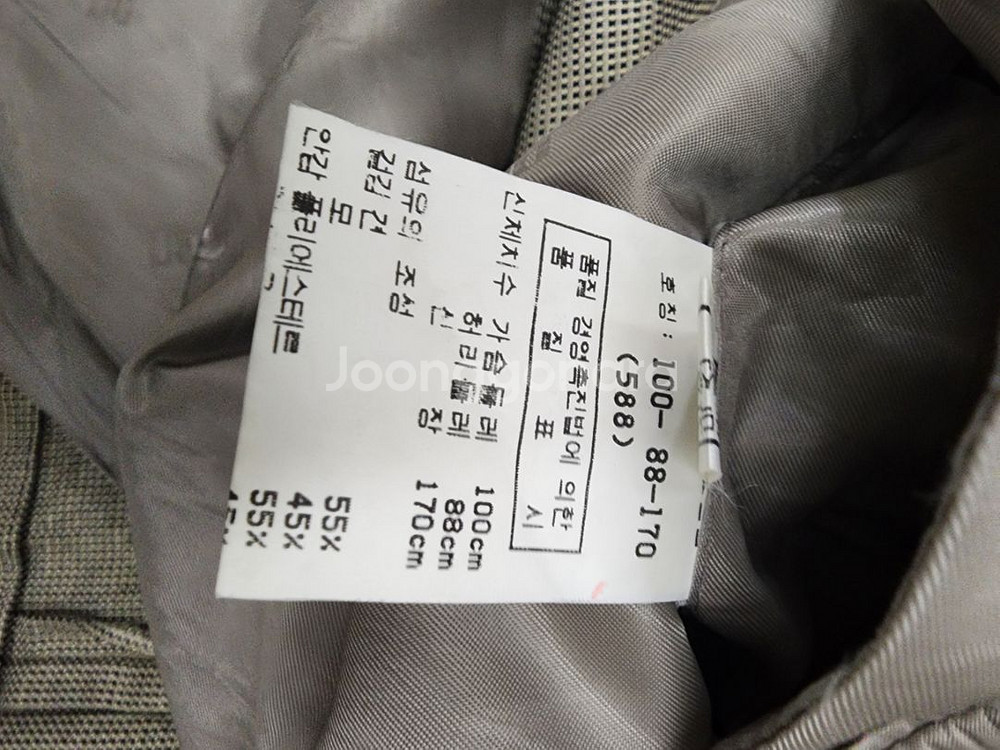 호칭: 100- 88-170
(588)
품질 경영촉진법에 의한
품 질 표 시
신체치수 가슴둘레 100cm
허리둘레 88cm
신 장 170cm
섬유의 조성
겉감 견 55%
모 45%
안감 폴리에스테르 55%
45%
Joonggonara